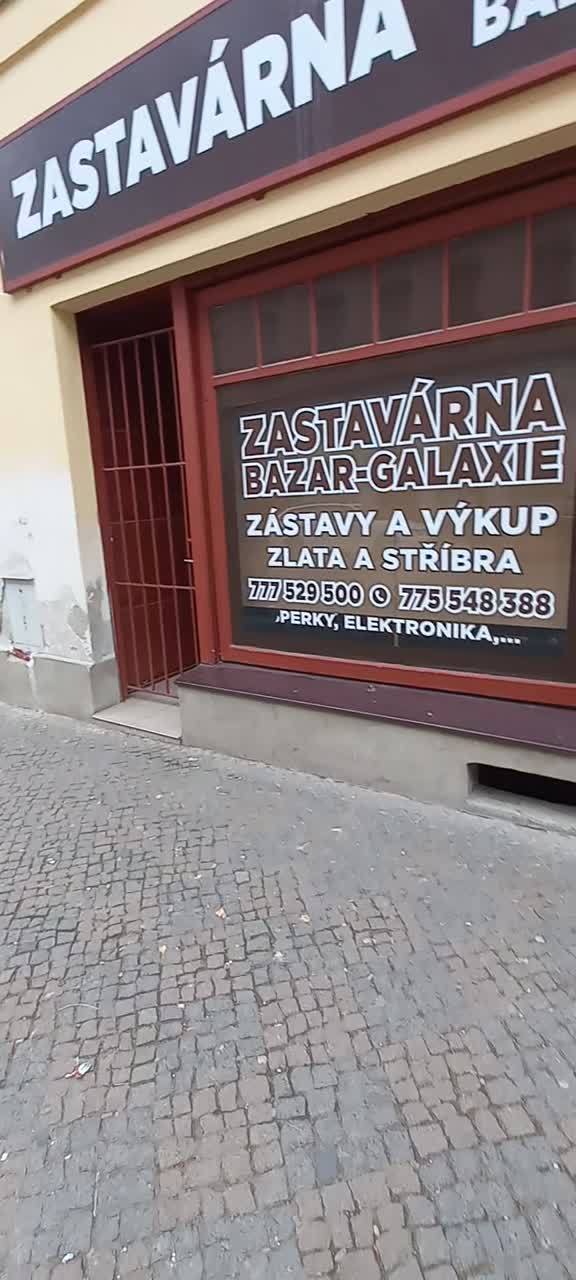 ZASTAVÁRNA
ZASTAVÁRNA
BAZAR-GALAXIE
ZÁSTAVY A VÝKUP
ZLATA A STŘÍBRA
777 529 500 775 548 388
ELEKTRONIKA,...